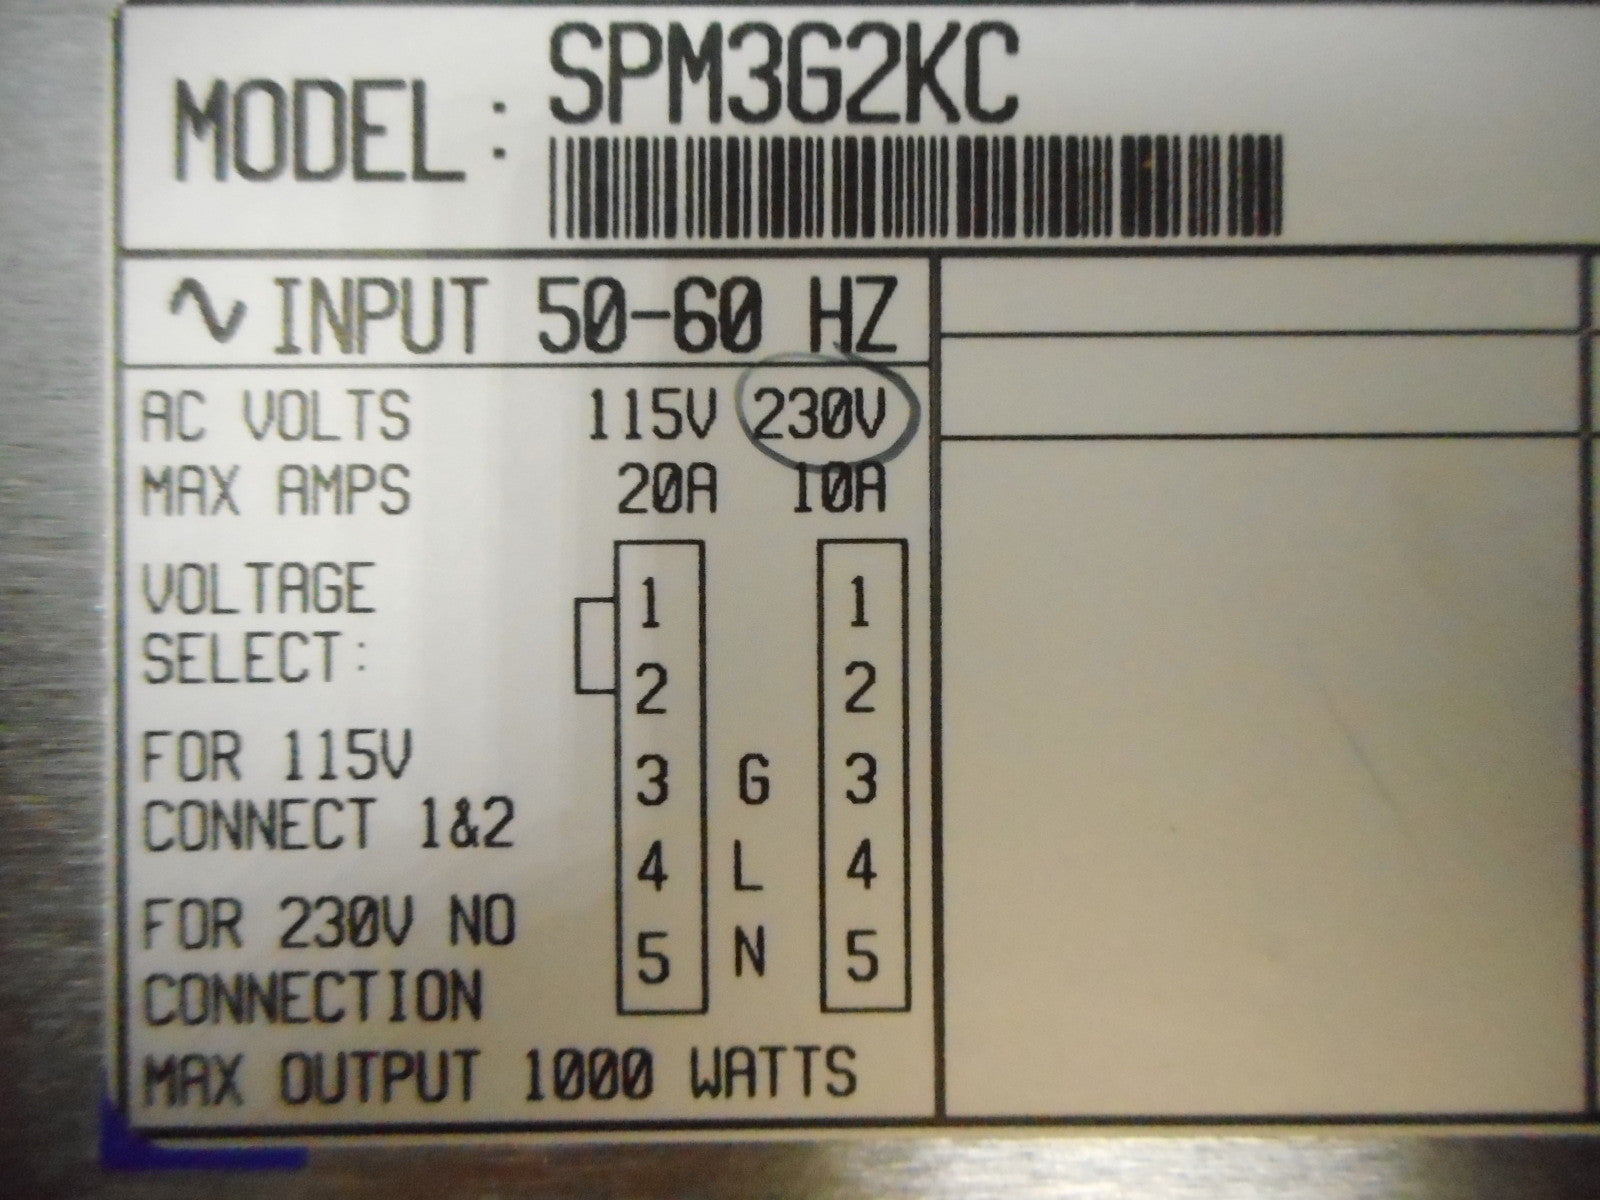 MODEL: SPM3G2KC
∿ INPUT 50-60 HZ
AC VOLTS 115V 230V
MAX AMPS 20A 10A
VOLTAGE
SELECT:
FOR 115V
CONNECT 1&2
FOR 230V NO
CONNECTION
1 1
2 2
3 G 3
4 L 4
5 N 5
MAX OUTPUT 1000 WATTS